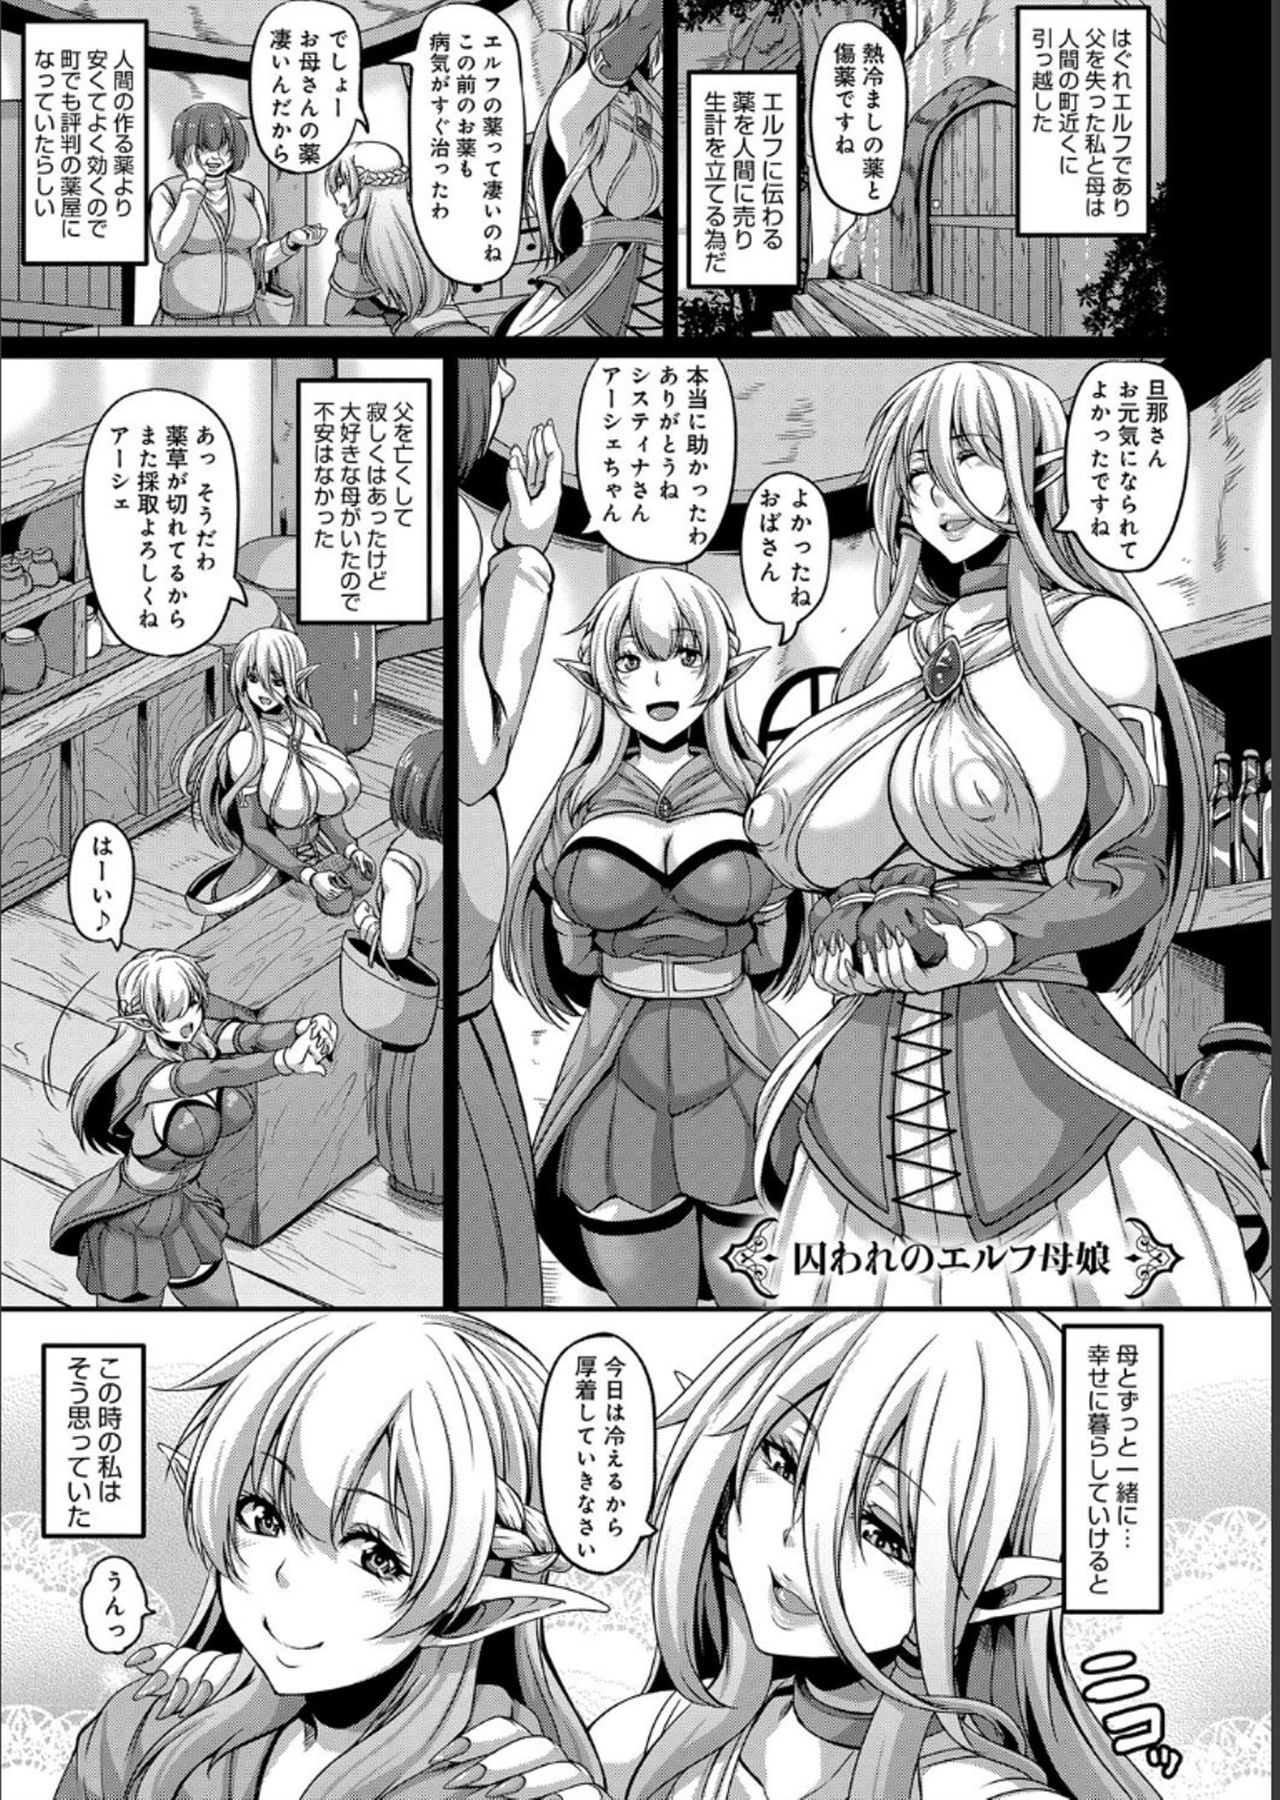 はぐれエルフであり
父を失った私と母は
人間の町近くに
引っ越した
熱冷ましの薬と
傷薬ですね
エルフに伝わる
薬を人間に売り
生計を立てる為だ
エルフの薬って凄いのね
この前のお薬も
病気がすぐ治ったわ
でしょー
お母さんの薬
凄いんだから
人間の作る薬より
安くてよく効くので
町でも評判の薬屋に
なっていたらしい
旦那さん
お元気になられて
よかったですね
よかったね
おばさん
本当に助かったわ
ありがとうね
システィナさん
アーシェちゃん
父を亡くして
寂しくはあったけど
大好きな母がいたので
不安はなかった
あっ そうだわ
薬草が切れてるから
また採取よろしくね
アーシェ
はーい♪
囚われのエルフ母娘
母とずっと一緒に…
幸せに暮らしていけると
今日は冷えるから
厚着していきなさい
ニコッ
この時の私は
そう思っていた
うんっ